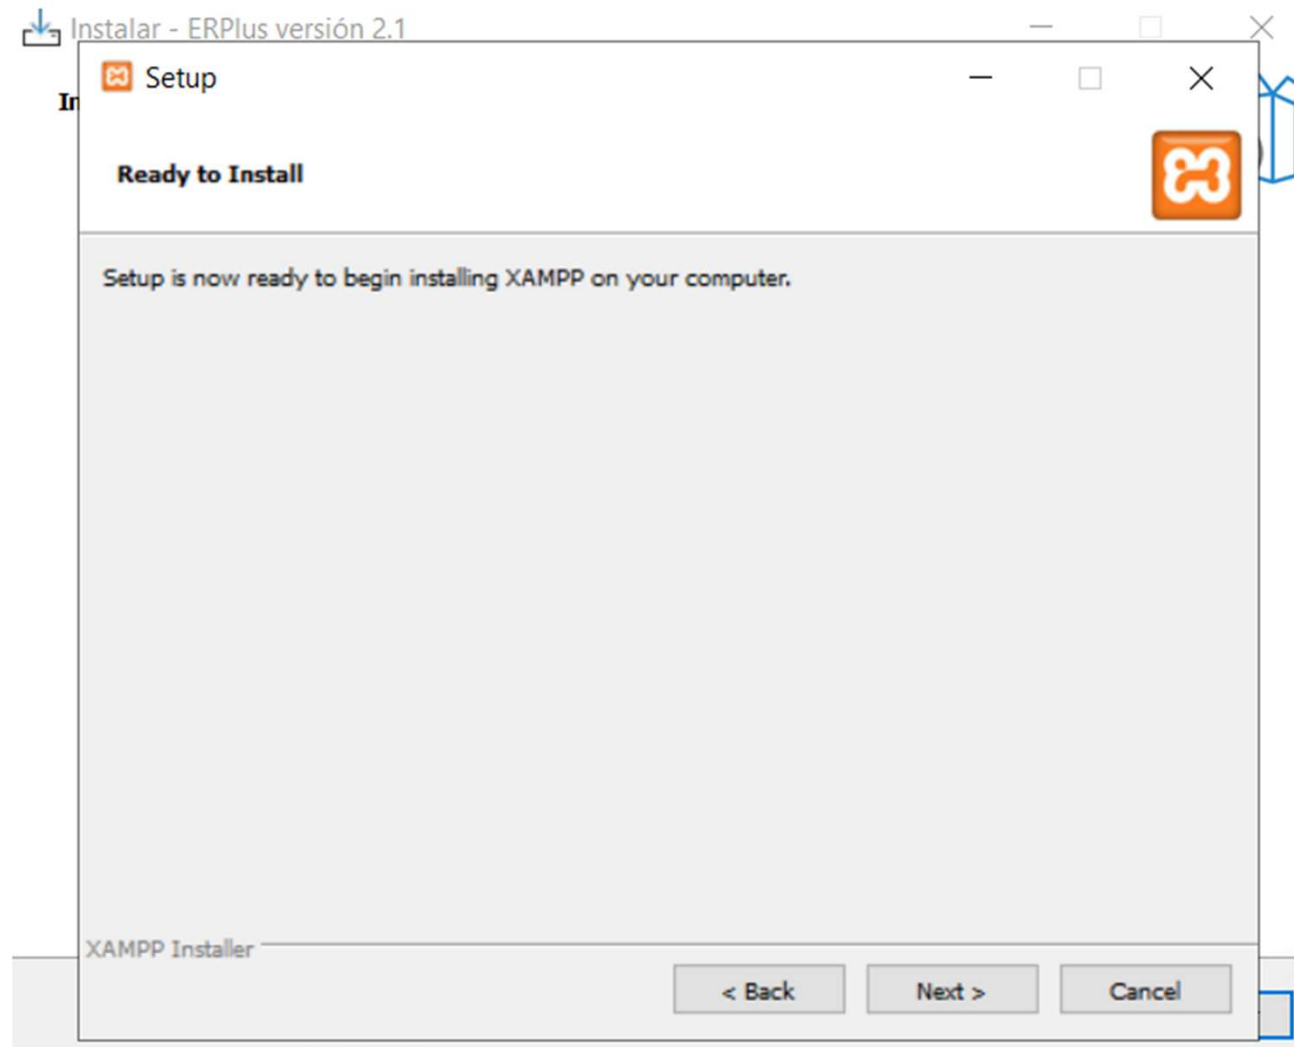 Instalar - ERPlus versión 2.1
Setup
In
Ready to Install
Setup is now ready to begin installing XAMPP on your computer.
XAMPP Installer
< Back
Next >
Cancel